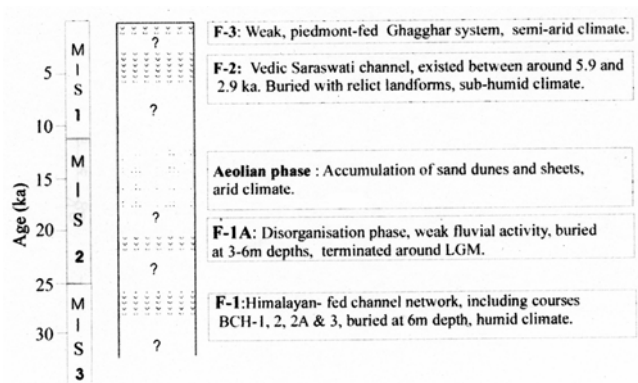 F-3: Weak, piedmont-fed Ghagghar system, semi-arid climate.
F-2: Vedic Saraswati channel, existed between around 5.9 and
2.9 ka. Buried with relict landforms, sub-humid climate.
Aeolian phase : Accumulation of sand dunes and sheets,
arid climate.
F-1A: Disorganisation phase, weak fluvial activity, buried
at 3-6m depths, terminated around LGM.
F-1:Himalayan- fed channel network, including courses
BCH-1, 2, 2A & 3, buried at 6m depth, humid climate.
Age (ka)
5
10
15
20
25
30
M
I
S
1
M
I
S
2
M
I
S
3
?
?
?
?
?